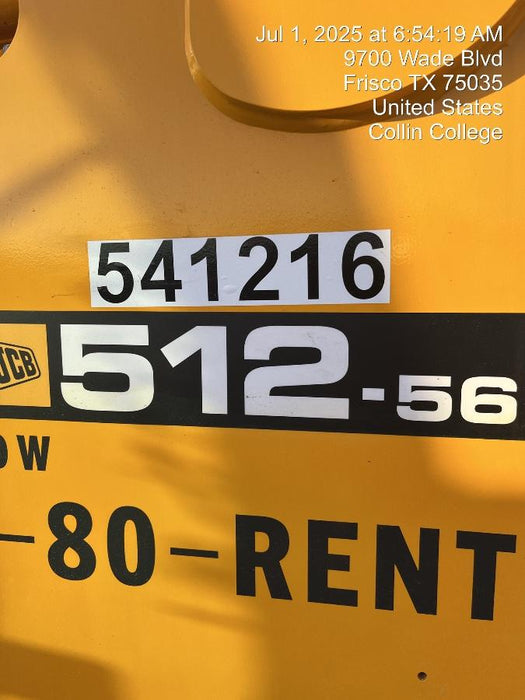 Jul 1, 2025 at 6:54:19 AM
9700 Wade Blvd
Frisco TX 75035
United States
Collin College
541216
JCB 512-56
OW
-80-RENT